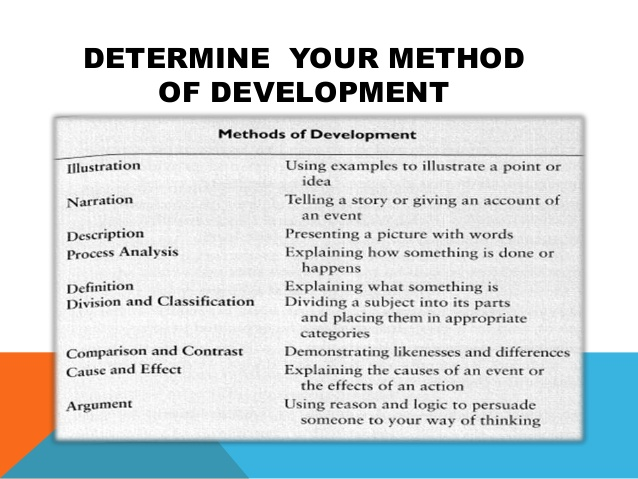 DETERMINE YOUR METHOD
OF DEVELOPMENT
Methods of Development
Illustration Using examples to illustrate a point or
idea
Narration Telling a story or giving an account of
an event
Description Presenting a picture with words
Process Analysis Explaining how something is done or
happens
Definition Explaining what something is
Division and Classification Dividing a subject into its parts
and placing them in appropriate
categories
Comparison and Contrast Demonstrating likenesses and differences
Cause and Effect Explaining the causes of an event or
the effects of an action
Argument Using reason and logic to persuade
someone to your way of thinking